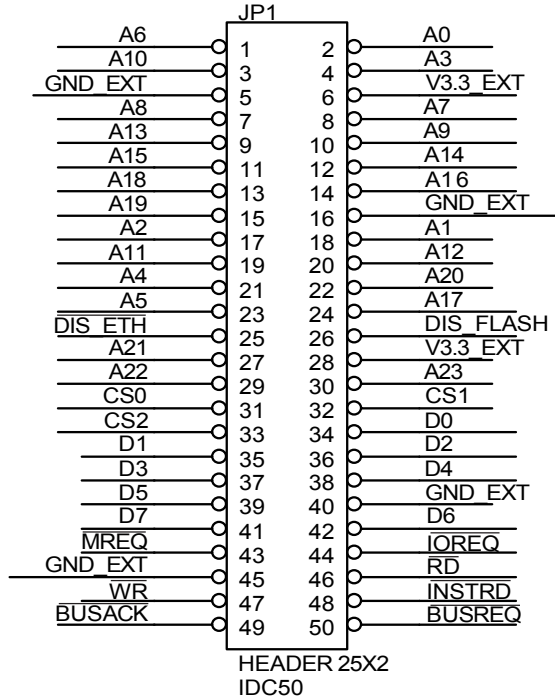 JP1
A6 1 2 A0
A10 3 4 A3
GND_EXT 5 6 V3.3_EXT
A8 7 8 A7
A13 9 10 A9
A15 11 12 A14
A18 13 14 A16
A19 15 16 GND_EXT
A2 17 18 A1
A11 19 20 A12
A4 21 22 A20
A5 23 24 A17
DIS_ETH 25 26 DIS_FLASH
A21 27 28 V3.3_EXT
A22 29 30 A23
CS0 31 32 CS1
CS2 33 34 D0
D1 35 36 D2
D3 37 38 D4
D5 39 40 GND_EXT
D7 41 42 D6
MREQ 43 44 IOREQ
GND_EXT 45 46 RD
WR 47 48 INSTRD
BUSACK 49 50 BUSREQ
HEADER 25X2
IDC50